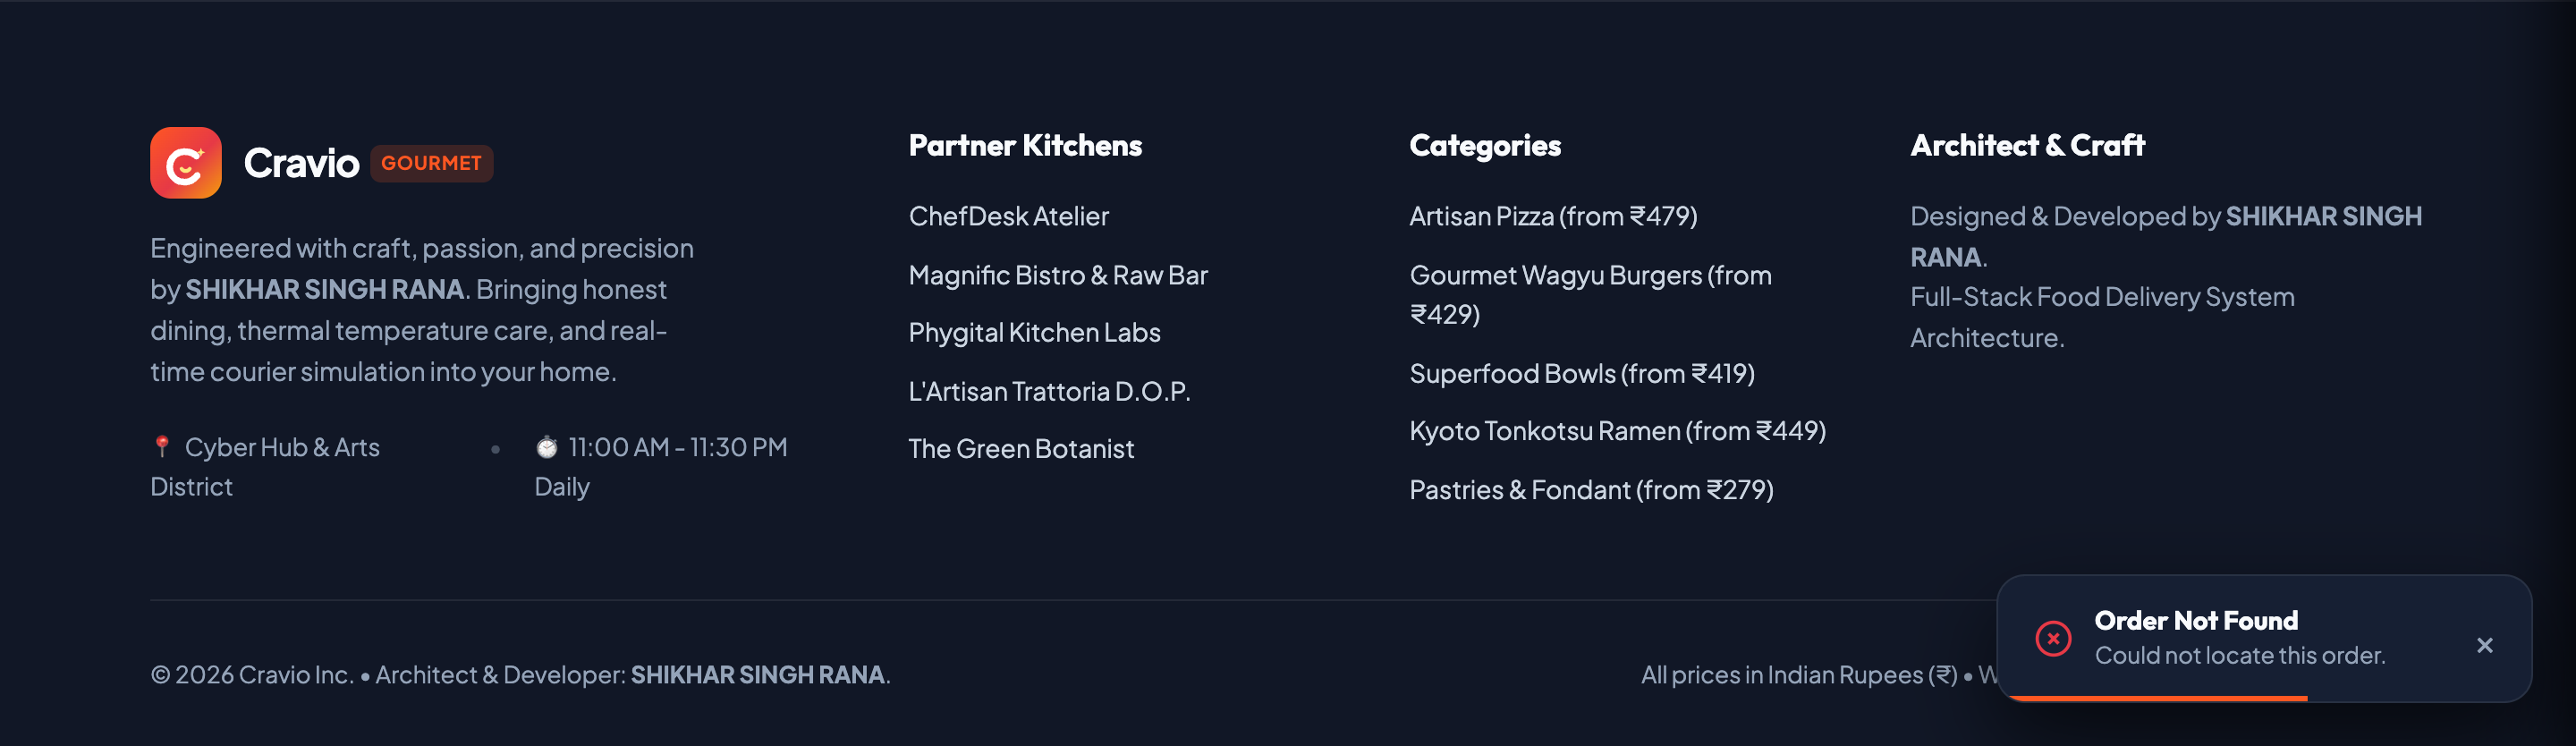 Cravio GOURMET
Engineered with craft, passion, and precision
by SHIKHAR SINGH RANA. Bringing honest
dining, thermal temperature care, and real-
time courier simulation into your home.
📍 Cyber Hub & Arts
District
•
⏱️ 11:00 AM - 11:30 PM
Daily
Partner Kitchens
ChefDesk Atelier
Magnific Bistro & Raw Bar
Phygital Kitchen Labs
L'Artisan Trattoria D.O.P.
The Green Botanist
Categories
Artisan Pizza (from ₹479)
Gourmet Wagyu Burgers (from
₹429)
Superfood Bowls (from ₹419)
Kyoto Tonkotsu Ramen (from ₹449)
Pastries & Fondant (from ₹279)
Architect & Craft
Designed & Developed by SHIKHAR SINGH
RANA.
Full-Stack Food Delivery System
Architecture.
© 2026 Cravio Inc. • Architect & Developer: SHIKHAR SINGH RANA.
All prices in Indian Rupees (₹) •
Order Not Found
Could not locate this order.